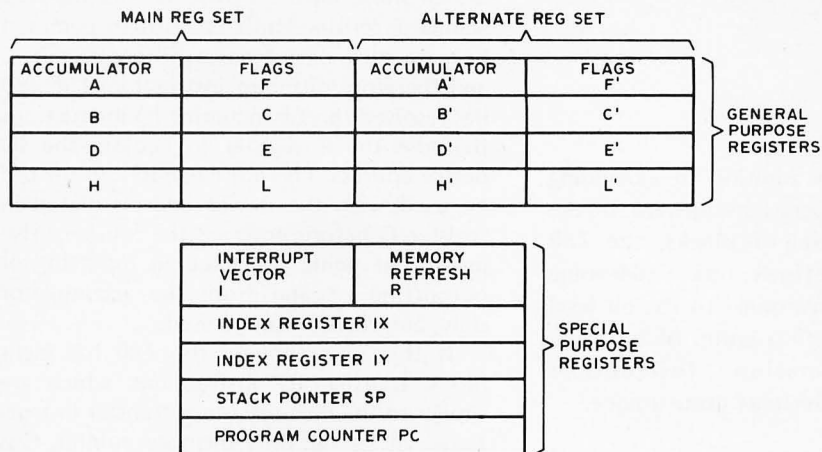 MAIN REG SET
ALTERNATE REG SET
ACCUMULATOR
A
FLAGS
F
ACCUMULATOR
A'
FLAGS
F'
B
C
B'
C'
D
E
D'
E'
H
L
H'
L'
GENERAL
PURPOSE
REGISTERS
INTERRUPT
VECTOR
I
MEMORY
REFRESH
R
INDEX REGISTER IX
INDEX REGISTER IY
STACK POINTER SP
PROGRAM COUNTER PC
SPECIAL
PURPOSE
REGISTERS